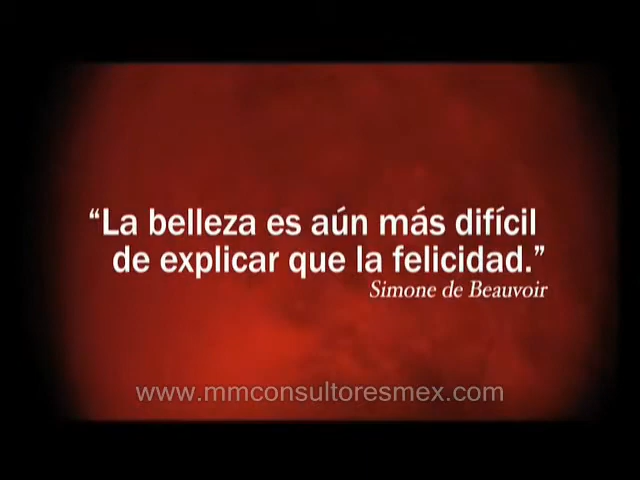 “La belleza es aún más difícil
de explicar que la felicidad.”
Simone de Beauvoir
www.mmconsultoresmex.com